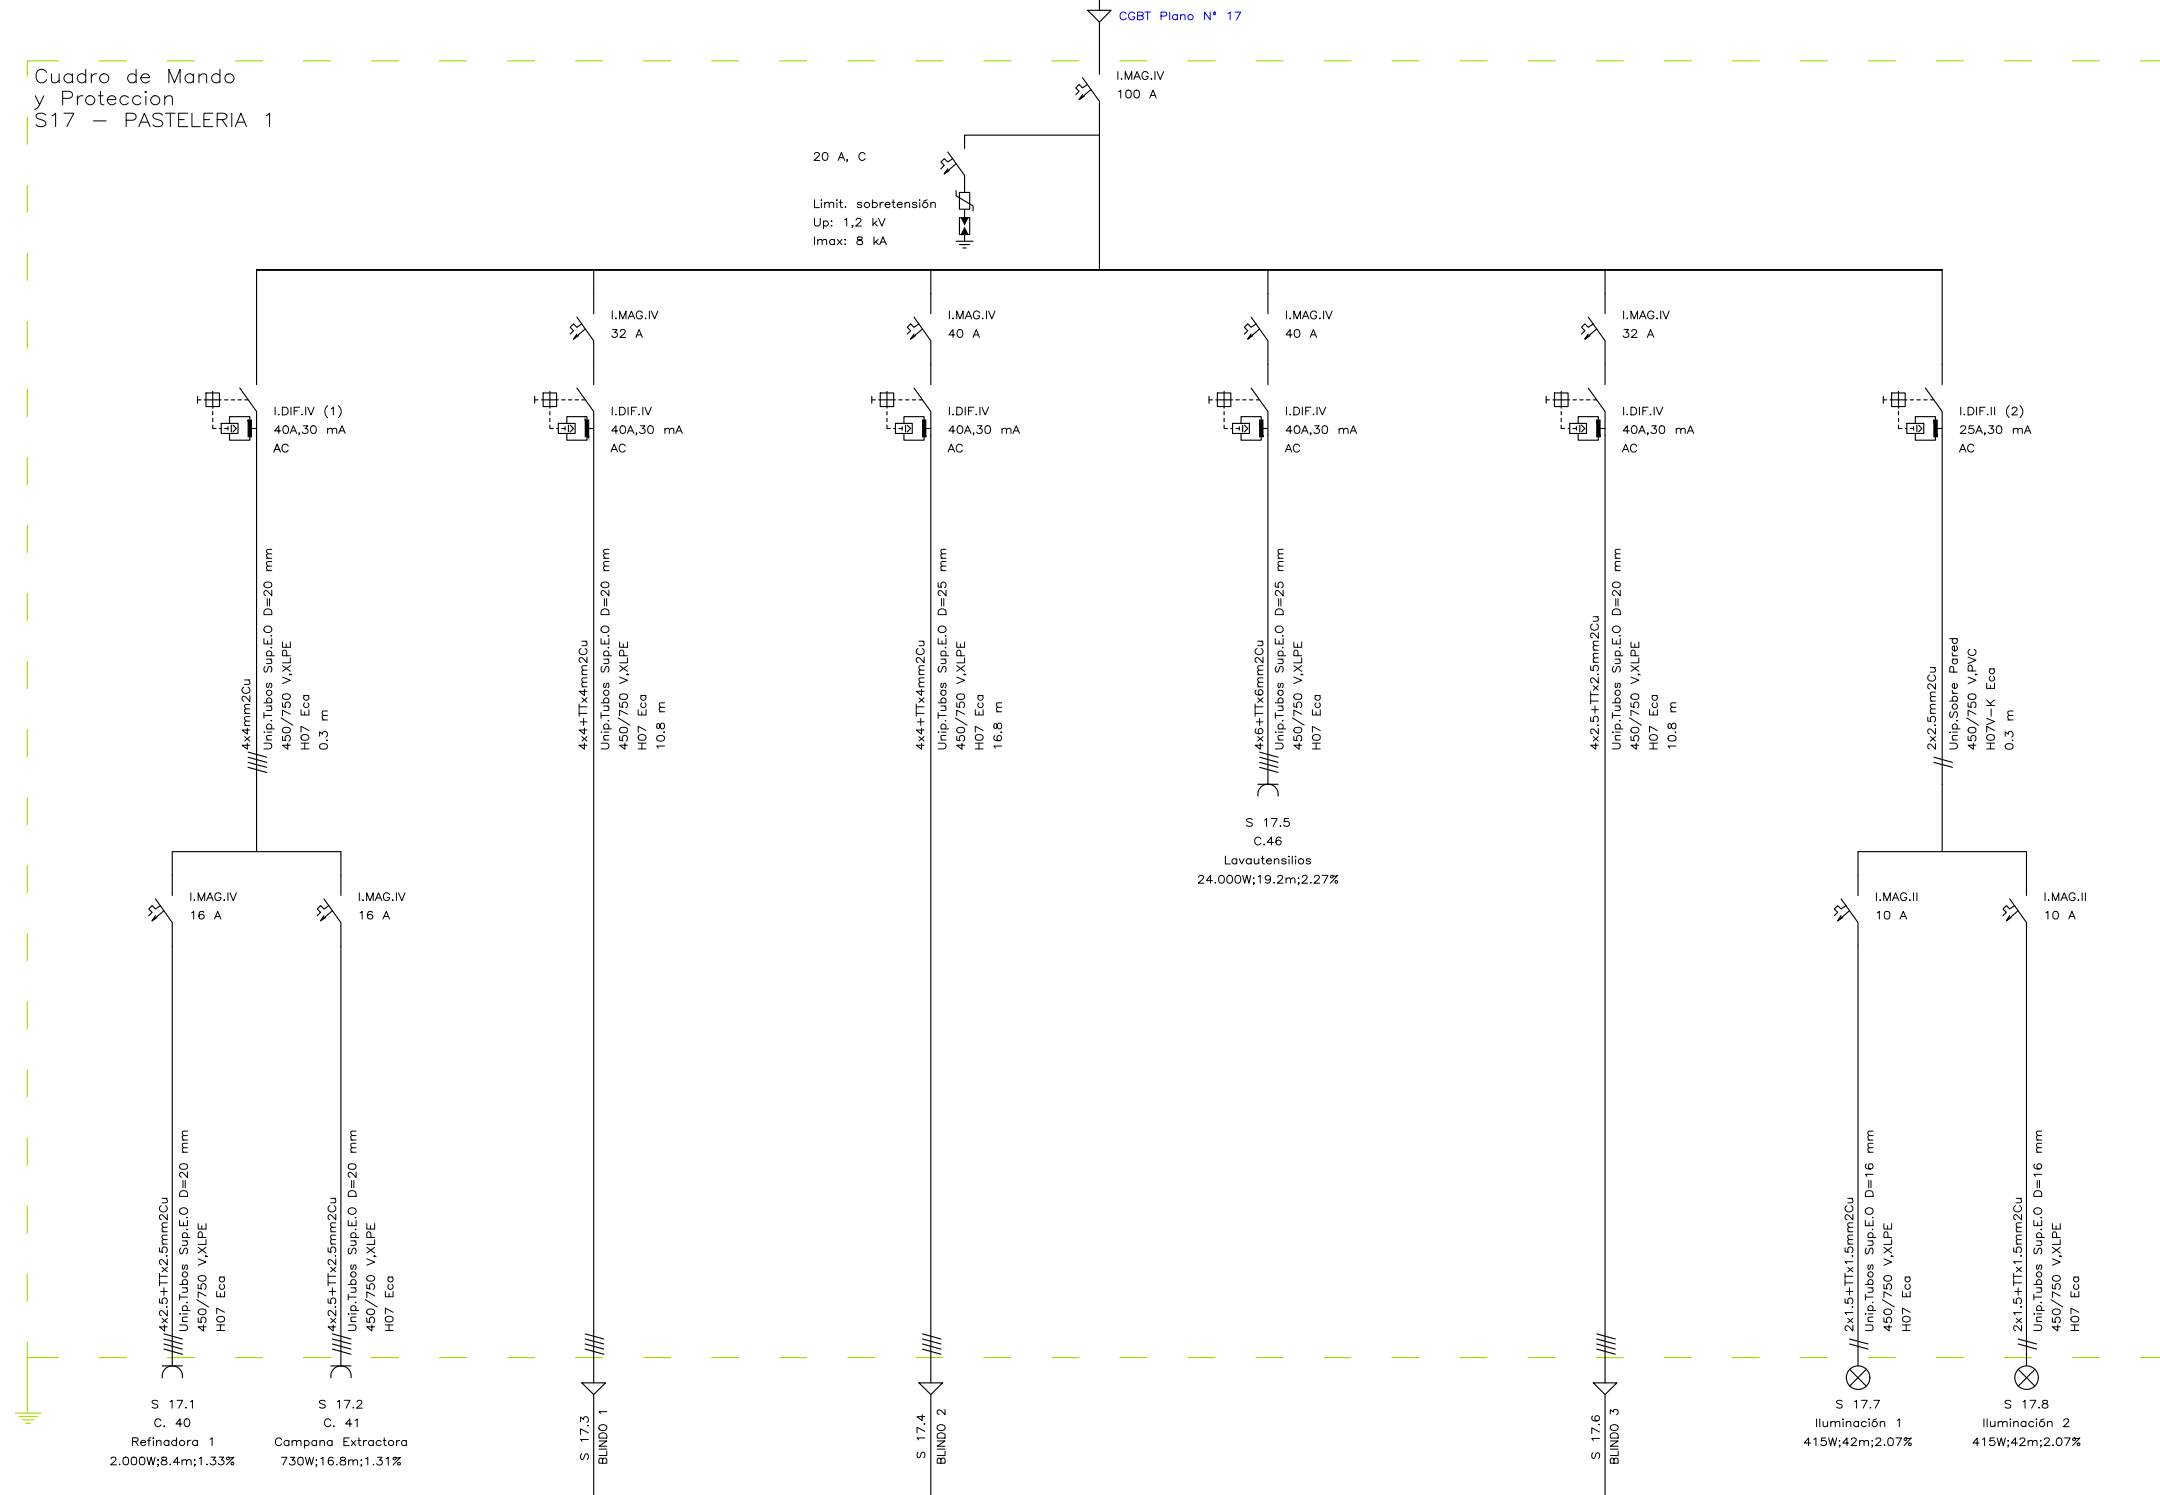 CGBT Plano Nº 17
Cuadro de Mando
y Proteccion
S17 - PASTELERIA 1
I.MAG.IV
100 A
20 A, C
Limit. sobretensión
Up: 1,2 kV
Imax: 8 kA
I.MAG.IV
32 A
I.MAG.IV
40 A
I.MAG.IV
40 A
I.MAG.IV
32 A
I.DIF.IV (1)
40A,30 mA
AC
I.DIF.IV
40A,30 mA
AC
I.DIF.IV
40A,30 mA
AC
I.DIF.IV
40A,30 mA
AC
I.DIF.IV
40A,30 mA
AC
I.DIF.II (2)
25A,30 mA
AC
4x4mm2Cu
Unip.Tubos Sup.E.O D=20 mm
450/750 V,XLPE
H07 Eca
0.3 m
4x4+TTx4mm2Cu
Unip.Tubos Sup.E.O D=20 mm
450/750 V,XLPE
H07 Eca
10.8 m
4x4+TTx4mm2Cu
Unip.Tubos Sup.E.O D=25 mm
450/750 V,XLPE
H07 Eca
16.8 m
4x6+TTx6mm2Cu
Unip.Tubos Sup.E.O D=25 mm
450/750 V,XLPE
H07 Eca
4x2.5+TTx2.5mm2Cu
Unip.Tubos Sup.E.O D=20 mm
450/750 V,XLPE
H07 Eca
10.8 m
2x2.5mm2Cu
Unip.Sobre Pared
450/750 V,PVC
H07V-K Eca
0.3 m
S 17.5
C.46
Lavautensilios
24.000W;19.2m;2.27%
I.MAG.IV
16 A
I.MAG.IV
16 A
I.MAG.II
10 A
I.MAG.II
10 A
4x2.5+TTx2.5mm2Cu
Unip.Tubos Sup.E.O D=20 mm
450/750 V,XLPE
H07 Eca
4x2.5+TTx2.5mm2Cu
Unip.Tubos Sup.E.O D=20 mm
450/750 V,XLPE
H07 Eca
2x1.5+TTx1.5mm2Cu
Unip.Tubos Sup.E.O D=16 mm
450/750 V,XLPE
H07 Eca
2x1.5+TTx1.5mm2Cu
Unip.Tubos Sup.E.O D=16 mm
450/750 V,XLPE
H07 Eca
S 17.1
C. 40
Refinadora 1
2.000W;8.4m;1.33%
S 17.2
C. 41
Campana Extractora
730W;16.8m;1.31%
S 17.3
BLINDO 1
S 17.4
BLINDO 2
S 17.6
BLINDO 3
S 17.7
Iluminación 1
415W;42m;2.07%
S 17.8
Iluminación 2
415W;42m;2.07%